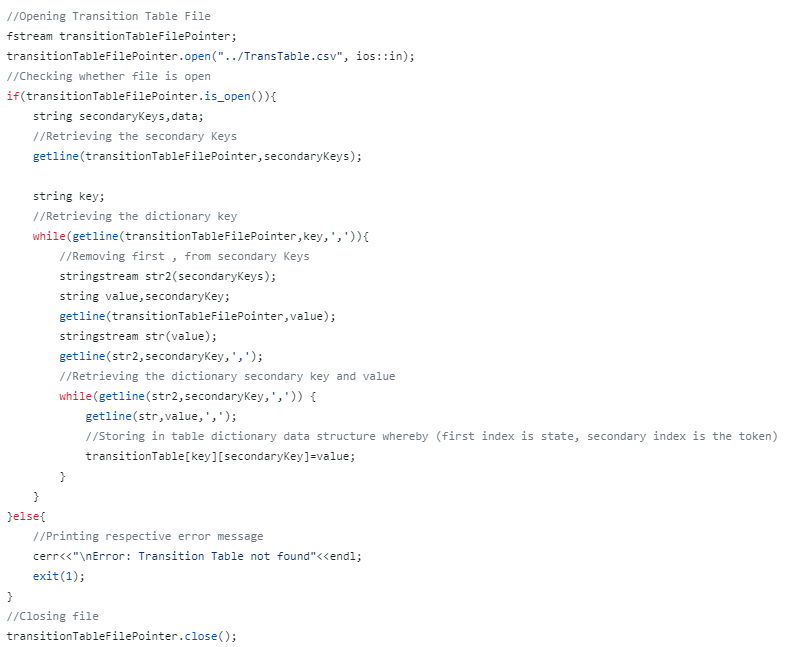 //Opening Transition Table File
fstream transitionTableFilePointer;
transitionTableFilePointer.open("../TransTable.csv", ios::in);
//Checking whether file is open
if(transitionTableFilePointer.is_open()){
    string secondaryKeys,data;
    //Retrieving the secondary Keys
    getline(transitionTableFilePointer,secondaryKeys);

    string key;
    //Retrieving the dictionary key
    while(getline(transitionTableFilePointer,key,',')){
        //Removing first , from secondary Keys
        stringstream str2(secondaryKeys);
        string value,secondaryKey;
        getline(transitionTableFilePointer,value);
        stringstream str(value);
        getline(str2,secondaryKey,',');
        //Retrieving the dictionary secondary key and value
        while(getline(str2,secondaryKey,',')) {
            getline(str,value,',');
            //Storing in table dictionary data structure whereby (first index is state, secondary index is the token)
            transitionTable[key][secondaryKey]=value;
        }
    }
}else{
    //Printing respective error message
    cerr<<"\nError: Transition Table not found"<<endl;
    exit(1);
}
//Closing file
transitionTableFilePointer.close();